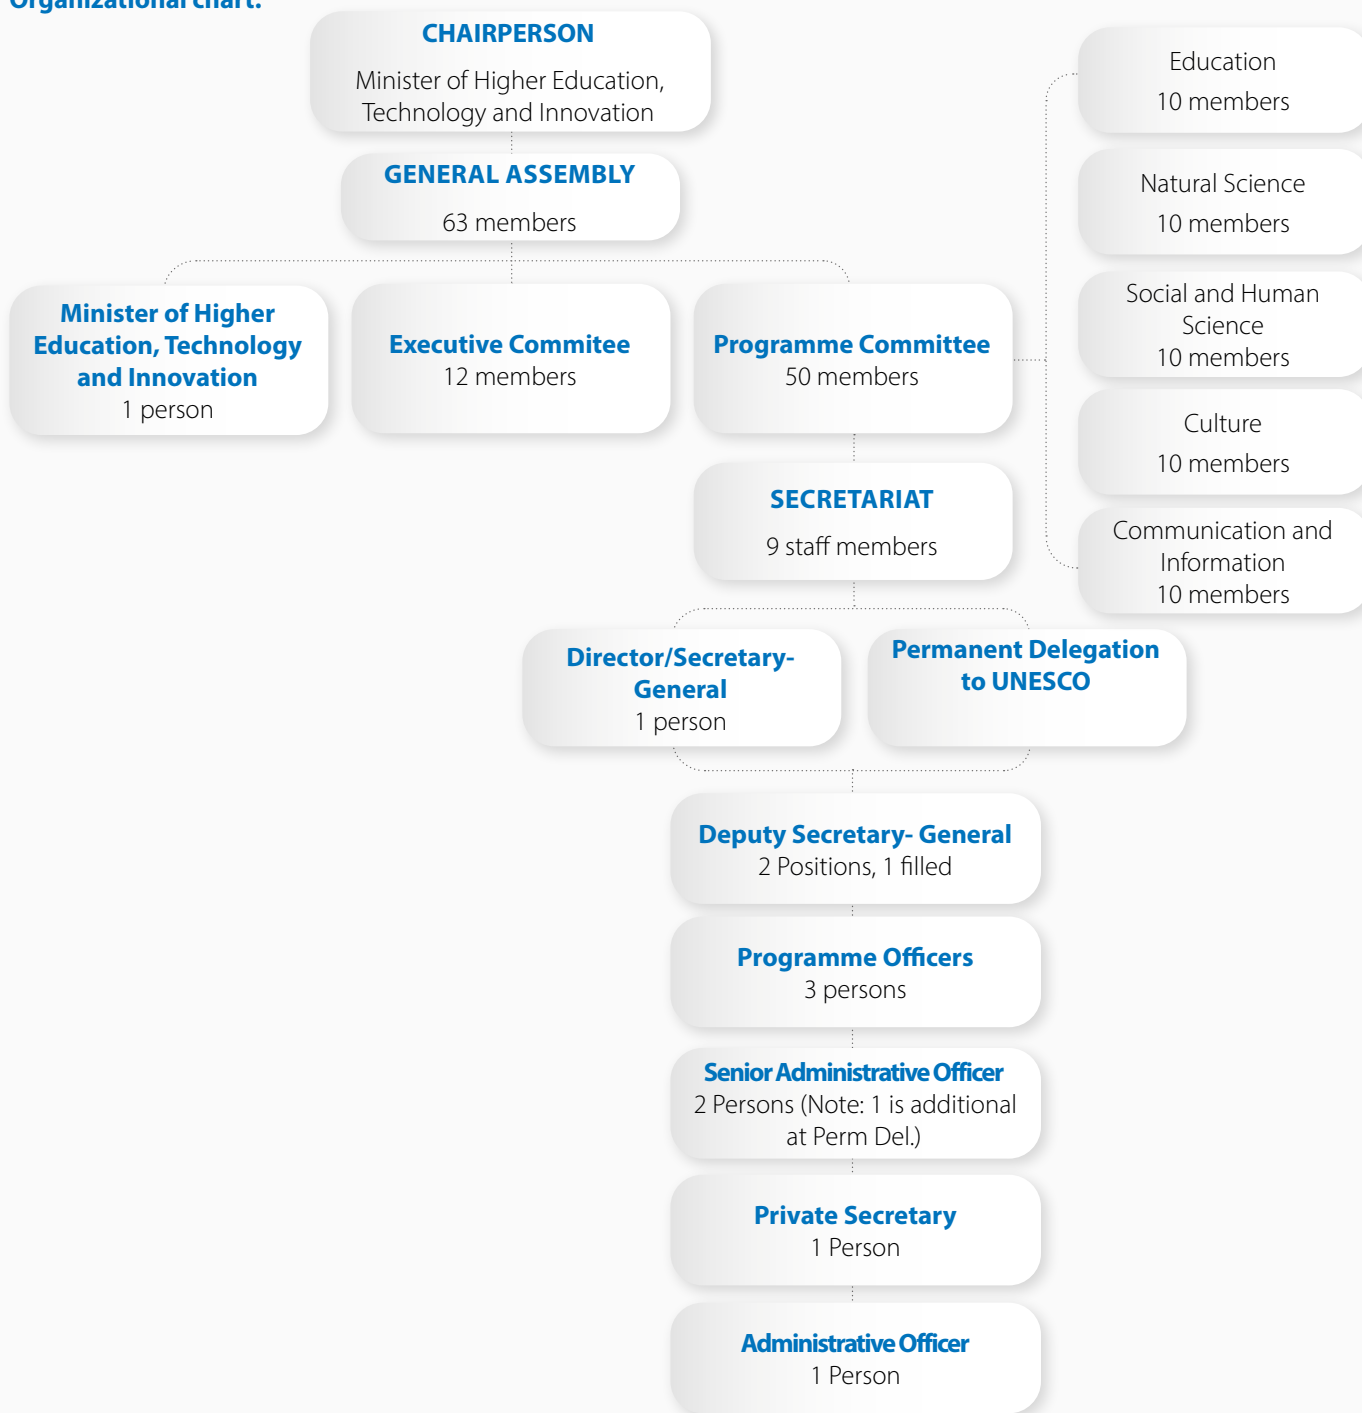 Organizational chart:
CHAIRPERSON
Minister of Higher Education,
Technology and Innovation
GENERAL ASSEMBLY
63 members
Minister of Higher
Education, Technology
and Innovation
1 person
Executive Commitee
12 members
Programme Committee
50 members
Education
10 members
Natural Science
10 members
Social and Human
Science
10 members
Culture
10 members
Communication and
Information
10 members
SECRETARIAT
9 staff members
Director/Secretary-
General
1 person
Permanent Delegation
to UNESCO
Deputy Secretary- General
2 Positions, 1 filled
Programme Officers
3 persons
Senior Administrative Officer
2 Persons (Note: 1 is additional
at Perm Del.)
Private Secretary
1 Person
Administrative Officer
1 Person